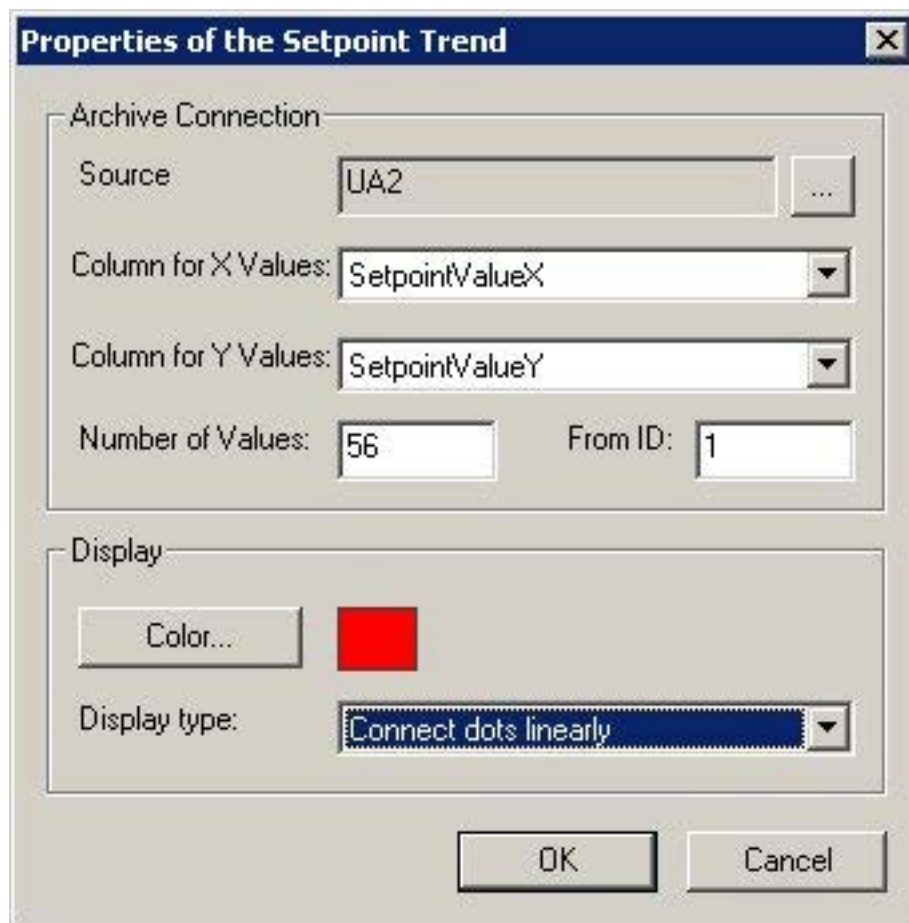 Properties of the Setpoint Trend
Archive Connection
Source UA2 ...
Column for X Values: SetpointValueX
Column for Y Values: SetpointValueY
Number of Values: 56 From ID: 1
Display
Color...
Display type: Connect dots linearly
OK Cancel